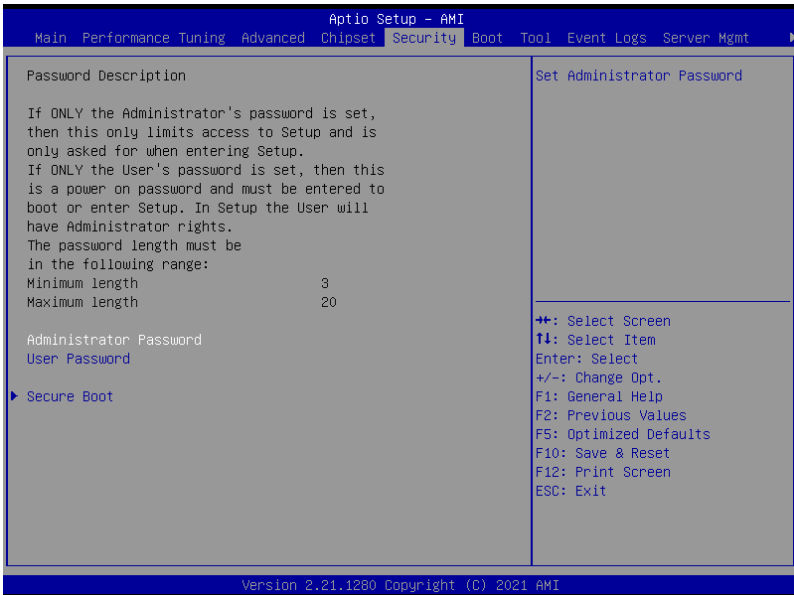 Aptio Setup – AMI
Main Performance Tuning Advanced Chipset Security Boot Tool Event Logs Server Mgmt
Password Description
If ONLY the Administrator's password is set,
then this only limits access to Setup and is
only asked for when entering Setup.
If ONLY the User's password is set, then this
is a power on password and must be entered to
boot or enter Setup. In Setup the User will
have Administrator rights.
The password length must be
in the following range:
Minimum length 3
Maximum length 20
Administrator Password
User Password
Secure Boot
Set Administrator Password
→←: Select Screen
↑↓: Select Item
Enter: Select
+/-: Change Opt.
F1: General Help
F2: Previous Values
F5: Optimized Defaults
F10: Save & Reset
F12: Print Screen
ESC: Exit
Version 2.21.1280 Copyright (C) 2021 AMI